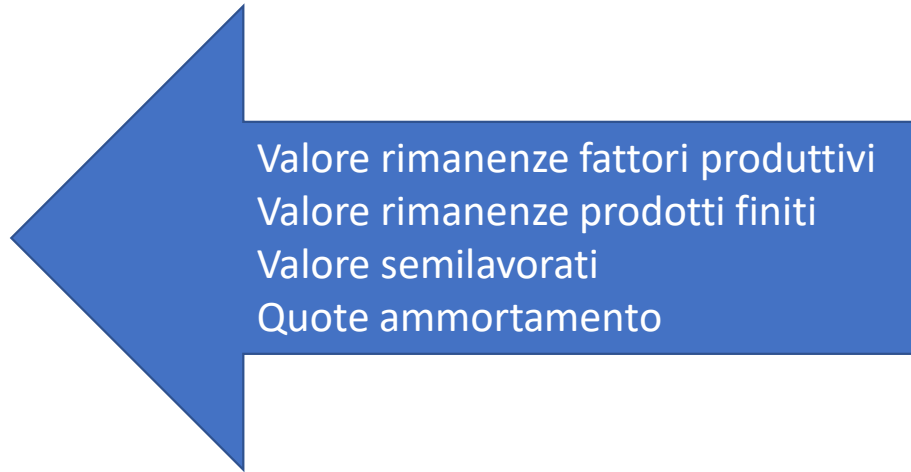 Valore rimanenze fattori produttivi
Valore rimanenze prodotti finiti
Valore semilavorati
Quote ammortamento